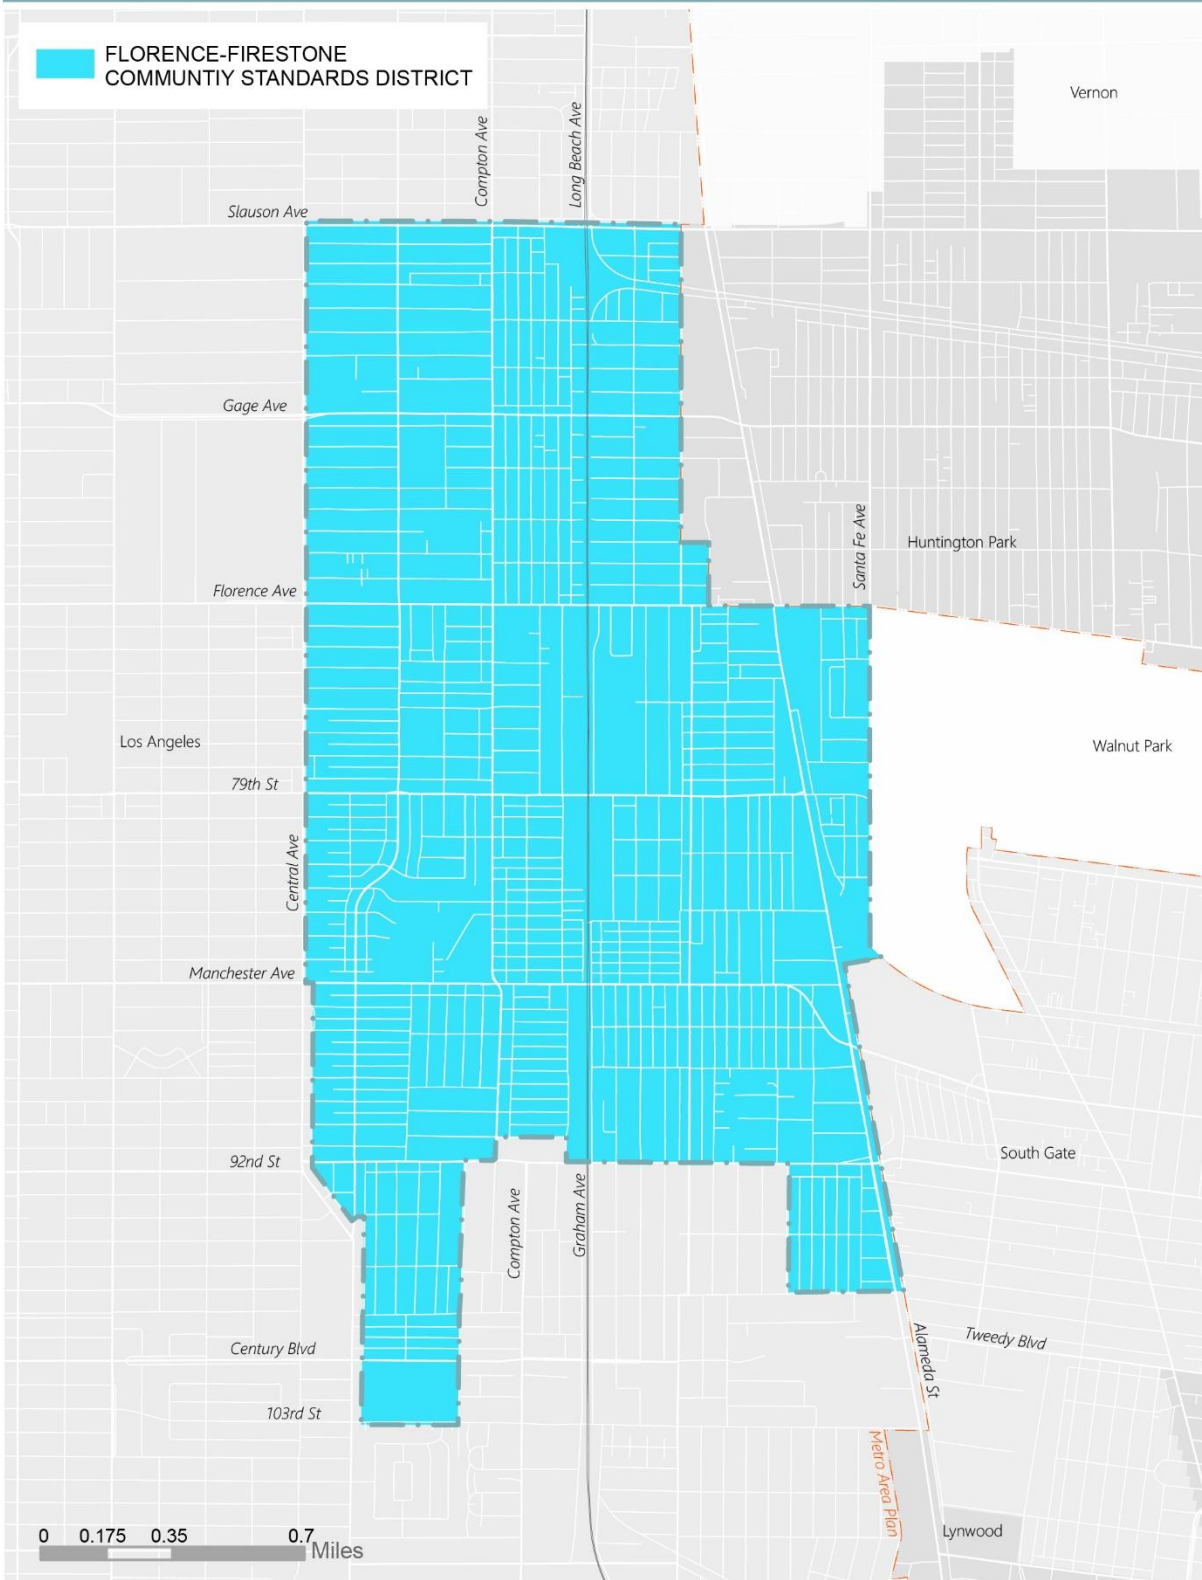 FLORENCE-FIRESTONE
COMMUNTIY STANDARDS DISTRICT
Vernon
Compton Ave
Long Beach Ave
Slauson Ave
Gage Ave
Santa Fe Ave
Huntington Park
Florence Ave
Los Angeles
Walnut Park
79th St
Central Ave
Manchester Ave
South Gate
92nd St
Compton Ave
Graham Ave
Century Blvd
Tweedy Blvd
Alameda St
103rd St
Metro Area Plan
Lynwood
0 0.175 0.35 0.7
Miles